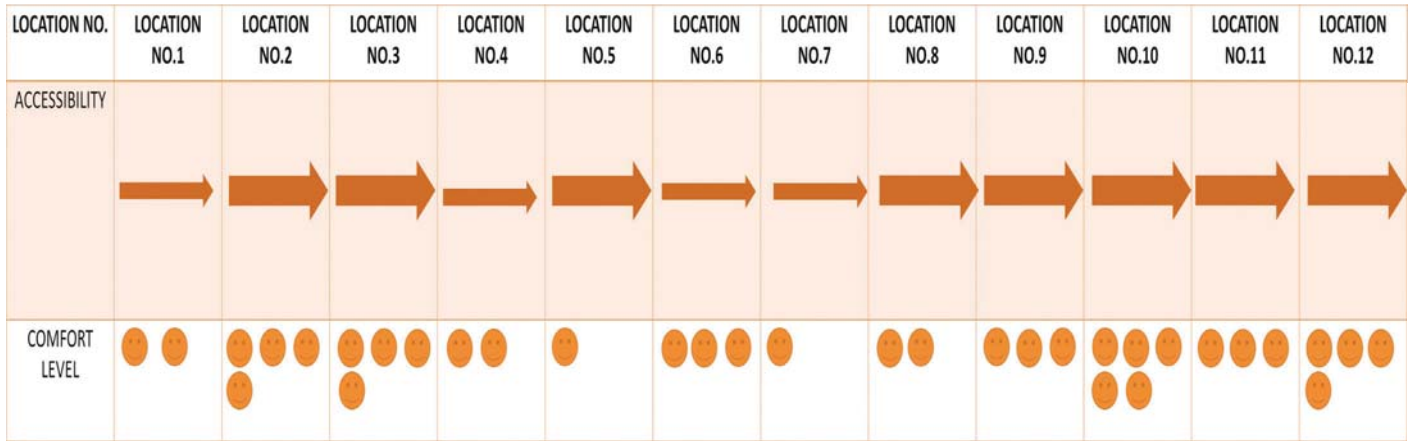 LOCATION NO.
LOCATION
NO.1
LOCATION
NO.2
LOCATION
NO.3
LOCATION
NO.4
LOCATION
NO.5
LOCATION
NO.6
LOCATION
NO.7
LOCATION
NO.8
LOCATION
NO.9
LOCATION
NO.10
LOCATION
NO.11
LOCATION
NO.12
ACCESSIBILITY
COMFORT
LEVEL